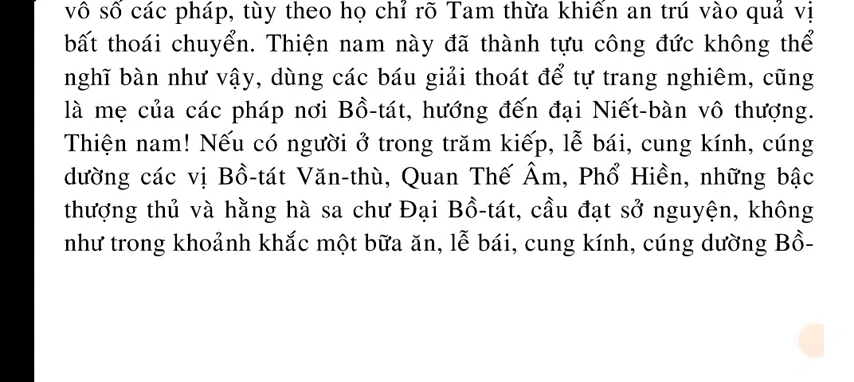 vô số các pháp, tùy theo họ chỉ rõ Tam thừa khiến an trú vào quả vị
bất thoái chuyển. Thiện nam này đã thành tựu công đức không thể
nghĩ bàn như vậy, dùng các báu giải thoát để tự trang nghiêm, cũng
là mẹ của các pháp nơi Bồ-tát, hướng đến đại Niết-bàn vô thượng.
Thiện nam! Nếu có người ở trong trăm kiếp, lễ bái, cung kính, cúng
dường các vị Bồ-tát Văn-thù, Quan Thế Âm, Phổ Hiền, những bậc
thượng thủ và hằng hà sa chư Đại Bồ-tát, cầu đạt sở nguyện, không
như trong khoảnh khắc một bữa ăn, lễ bái, cung kính, cúng dường Bồ-